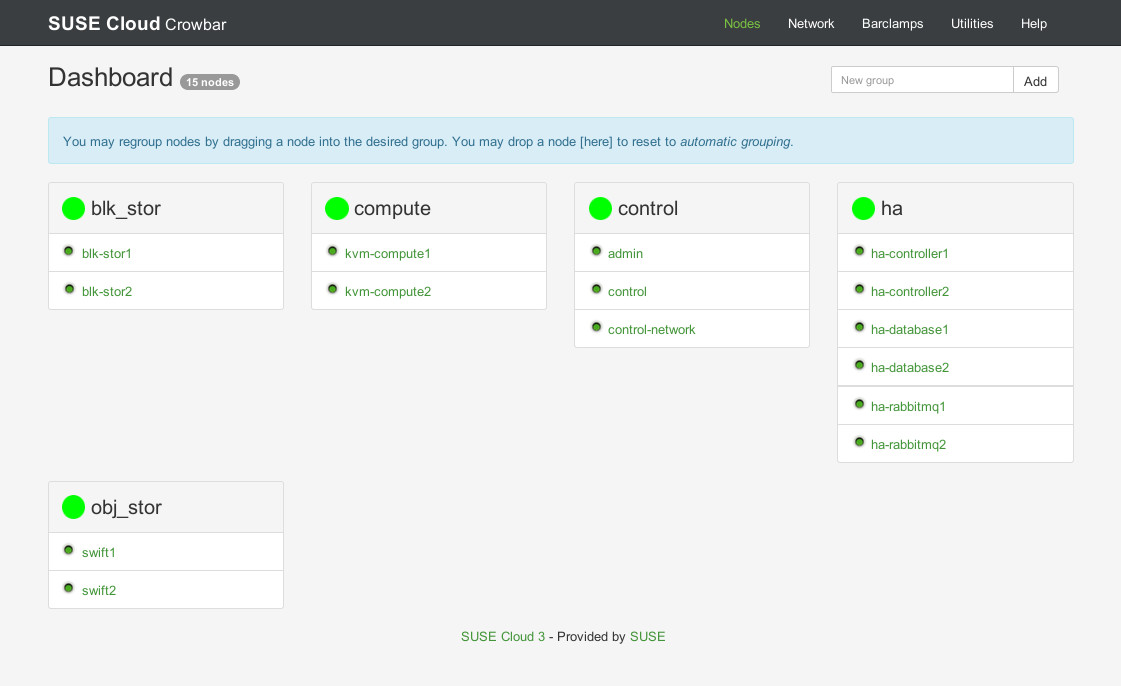 SUSE Cloud Crowbar
Nodes Network Barclamps Utilities Help
Dashboard 15 nodes
New group Add
You may regroup nodes by dragging a node into the desired group. You may drop a node [here] to reset to automatic grouping.
blk_stor
blk-stor1
blk-stor2
compute
kvm-compute1
kvm-compute2
control
admin
control
control-network
ha
ha-controller1
ha-controller2
ha-database1
ha-database2
ha-rabbitmq1
ha-rabbitmq2
obj_stor
swift1
swift2
SUSE Cloud 3 - Provided by SUSE